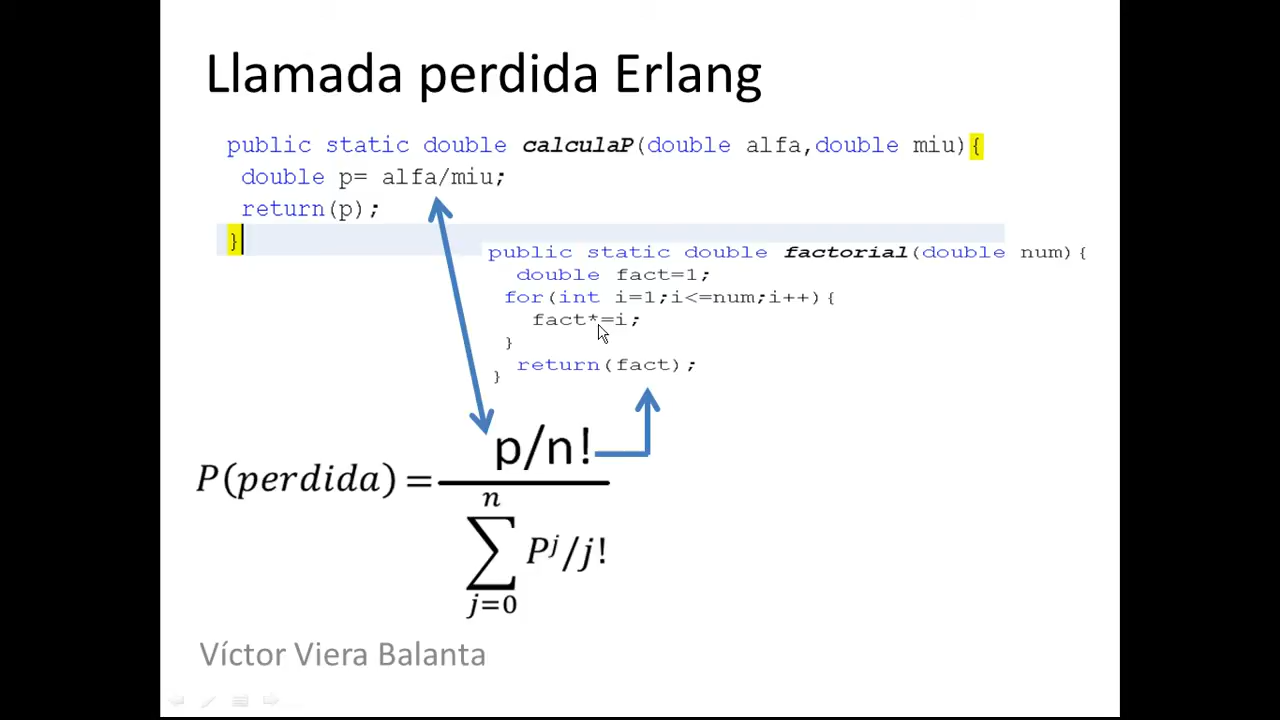 Llamada perdida Erlang
public static double calculaP(double alfa,double miu){
double p= alfa/miu;
return(p);
}
public static double factorial(double num){
double fact=1;
for(int i=1;i<=num;i++){
fact*=i;
}
return(fact);
}
p/n!
P(perdida) =
n
∑ Pʲ/j!
j=0
Víctor Viera Balanta